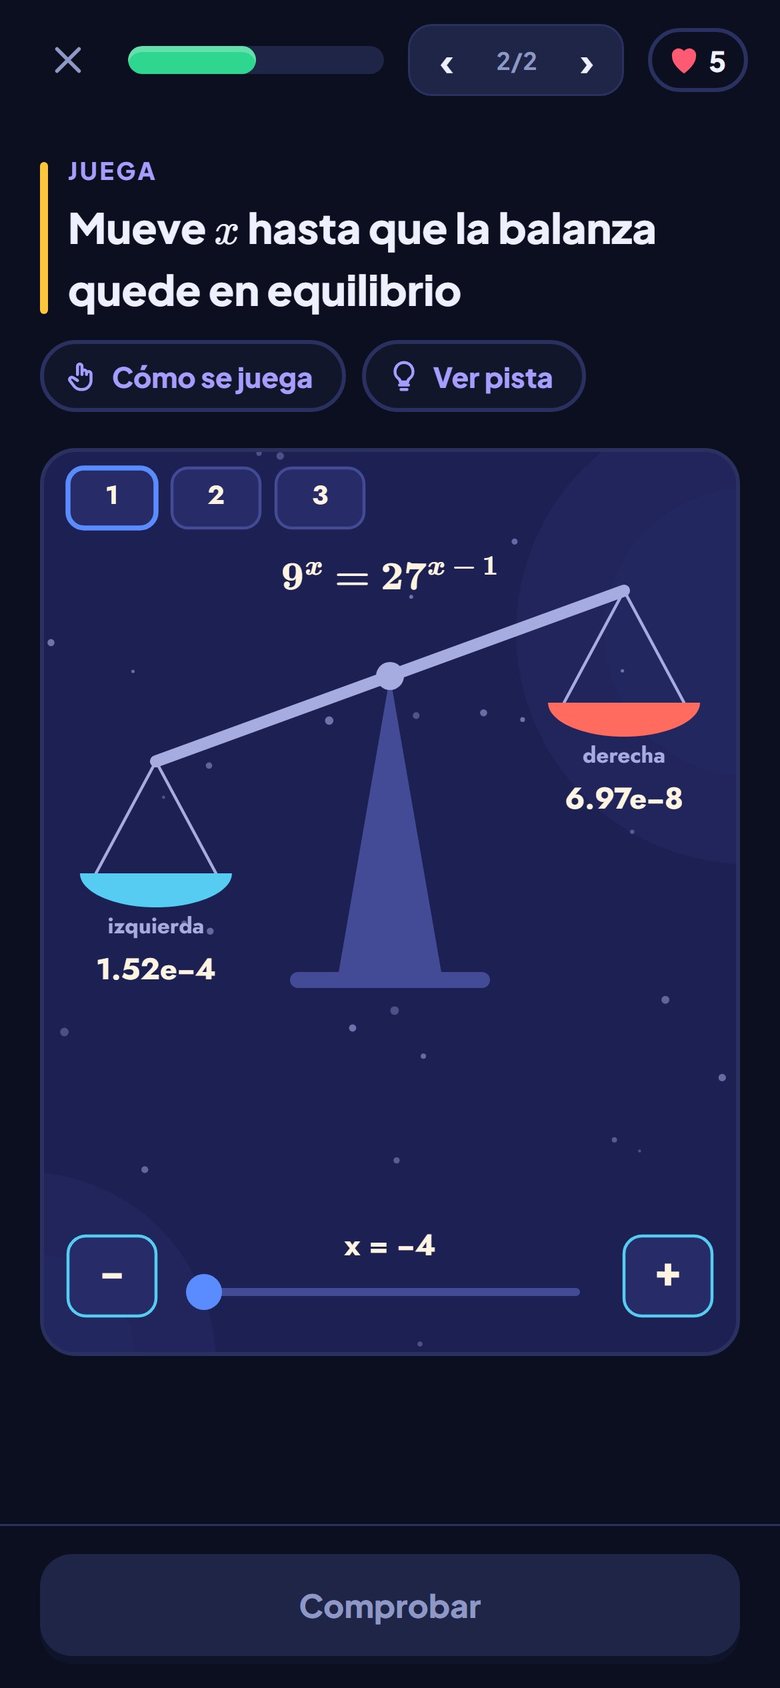 ‹ 2/2 › 5
JUEGA
Mueve x hasta que la balanza
quede en equilibrio
Cómo se juega
Ver pista
1 2 3
9^x = 27^{x − 1}
derecha
6.97e−8
izquierda
1.52e−4
x = −4
− +
Comprobar